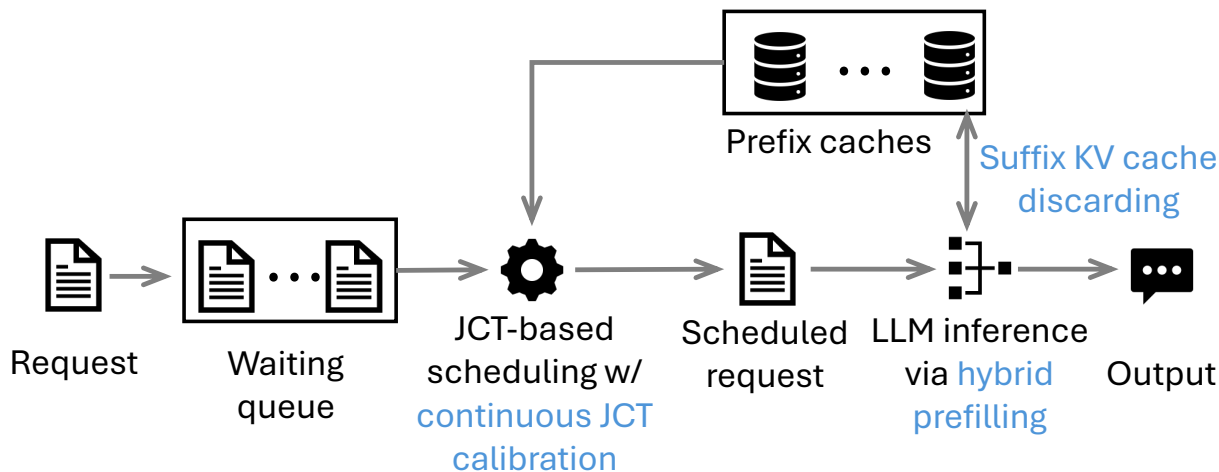 Prefix caches
Suffix KV cache
discarding
Request
Waiting
queue
JCT-based
scheduling w/
continuous JCT
calibration
Scheduled
request
LLM inference
via hybrid
prefilling
Output